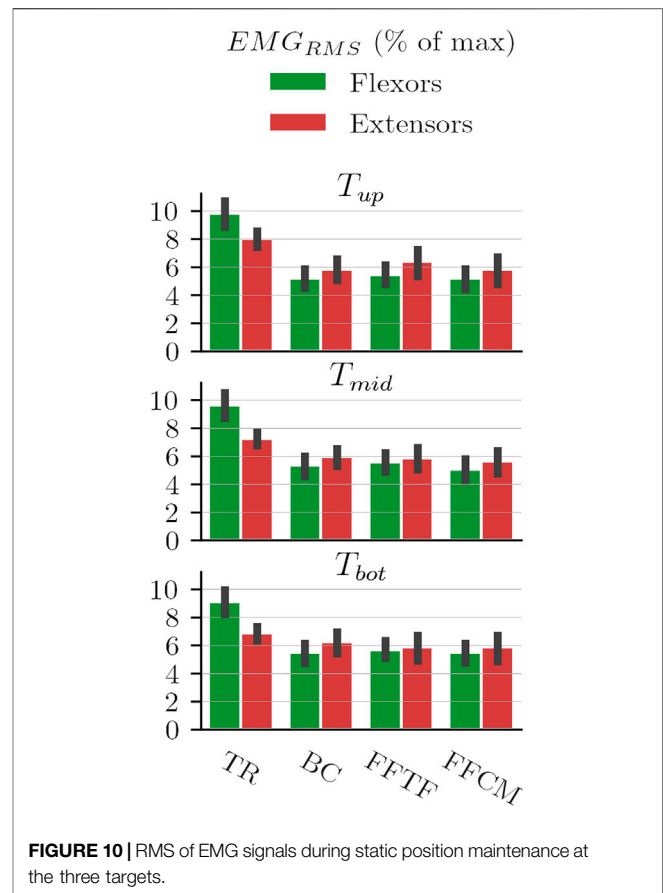 EMG_RMS (% of max)
Flexors
Extensors
T_up
10
8
6
4
2
0
T_mid
10
8
6
4
2
0
T_bot
10
8
6
4
2
0
TR BC FFTF FFCM
FIGURE 10 | RMS of EMG signals during static position maintenance at
the three targets.